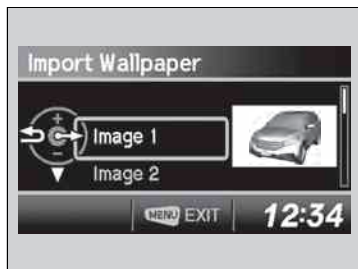 Import Wallpaper
+
Image 1
−
Image 2
MENU EXIT
12:34